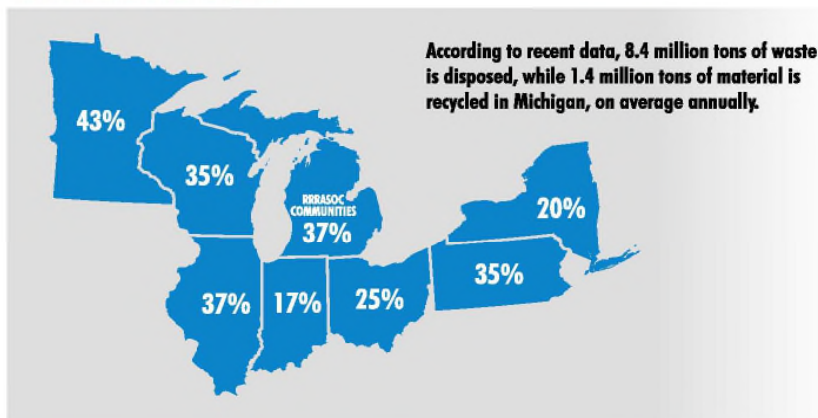 According to recent data, 8.4 million tons of waste
is disposed, while 1.4 million tons of material is
recycled in Michigan, on average annually.
43%
35%
RRRASOC
COMMUNITIES
37%
20%
35%
37%
17%
25%